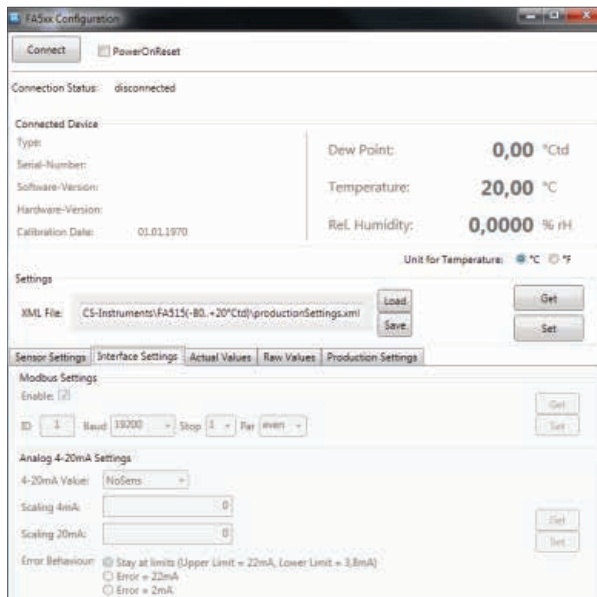 FA5xx Configuration
Connect PowerOnReset
Connection Status: disconnected
Connected Device
Type:
Serial-Number:
Software-Version:
Hardware-Version:
Calibration Date: 01.01.1970
Dew Point: 0,00 °Ctd
Temperature: 20,00 °C
Rel. Humidity: 0,0000 % rH
Unit for Temperature: °C °F
Settings
XML File: CS-Instruments\FA515(-80..+20°Ctd)\productionSettings.xml
Load
Save
Get
Set
Sensor Settings Interface Settings Actual Values Raw Values Production Settings
Modbus Settings
Enable:
ID 1 Baud 19200 Stop 1 Par even
Get
Set
Analog 4-20mA Settings
4-20mA Value: NoSens
Scaling 4mA: 0
Scaling 20mA: 0
Get
Set
Error Behaviour: Stay at limits (Upper Limit = 22mA, Lower Limit = 3,8mA)
Error = 22mA
Error = 2mA